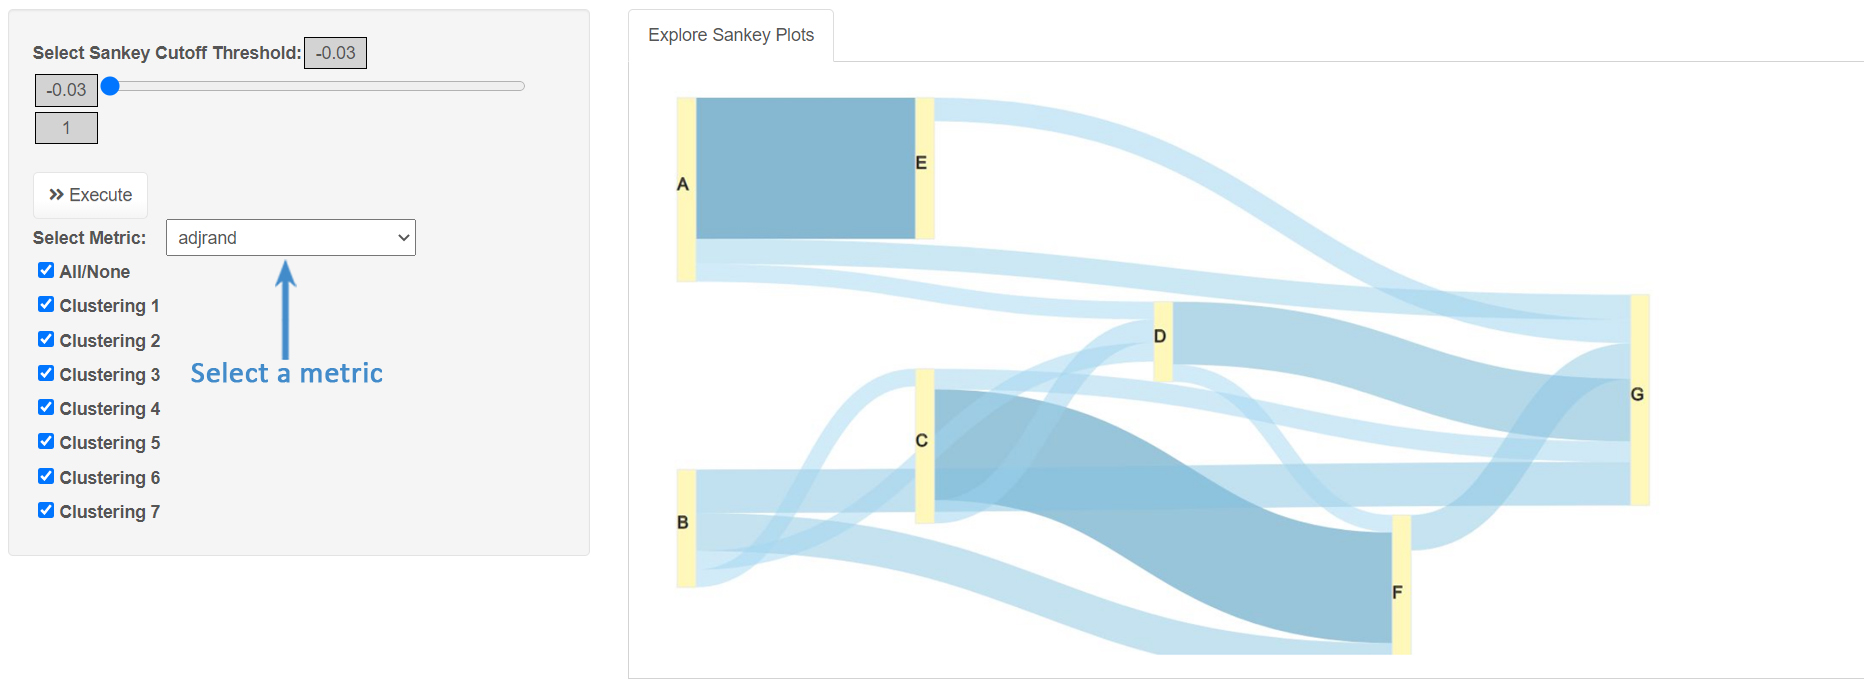 Select Sankey Cutoff Threshold: -0.03
-0.03
1
Execute
Select Metric: adjrand
All/None
Clustering 1
Clustering 2
Clustering 3
Clustering 4
Clustering 5
Clustering 6
Clustering 7
Select a metric
Explore Sankey Plots
A
E
D
C
B
G
F